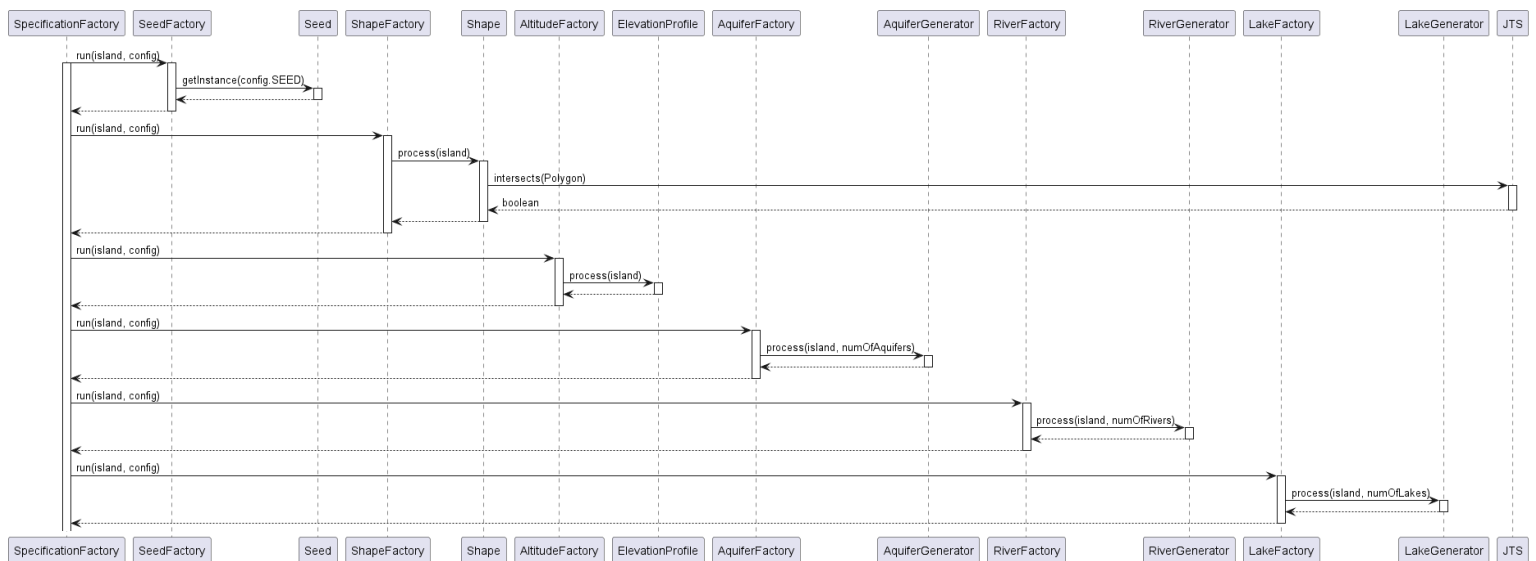 SpecificationFactory SeedFactory Seed ShapeFactory Shape AltitudeFactory ElevationProfile AquiferFactory AquiferGenerator RiverFactory RiverGenerator LakeFactory LakeGenerator JTS
run(island, config)
getInstance(config.SEED)
run(island, config)
process(island)
intersects(Polygon)
boolean
run(island, config)
process(island)
run(island, config)
process(island, numOfAquifers)
run(island, config)
process(island, numOfRivers)
run(island, config)
process(island, numOfLakes)
SpecificationFactory SeedFactory Seed ShapeFactory Shape AltitudeFactory ElevationProfile AquiferFactory AquiferGenerator RiverFactory RiverGenerator LakeFactory LakeGenerator JTS